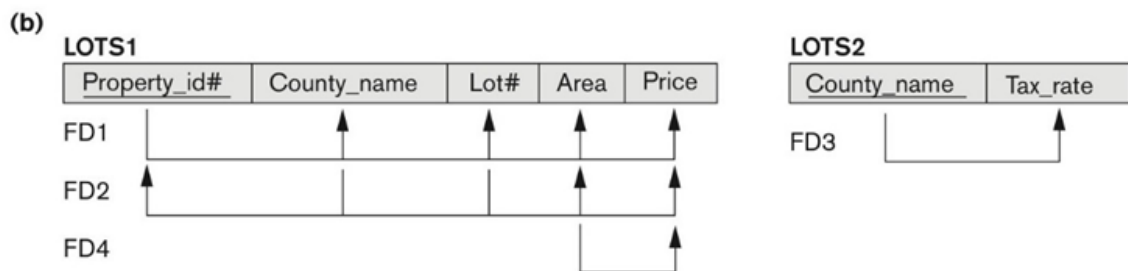 (b)
LOTS1
Property_id# County_name Lot# Area Price
FD1
FD2
FD4
LOTS2
County_name Tax_rate
FD3